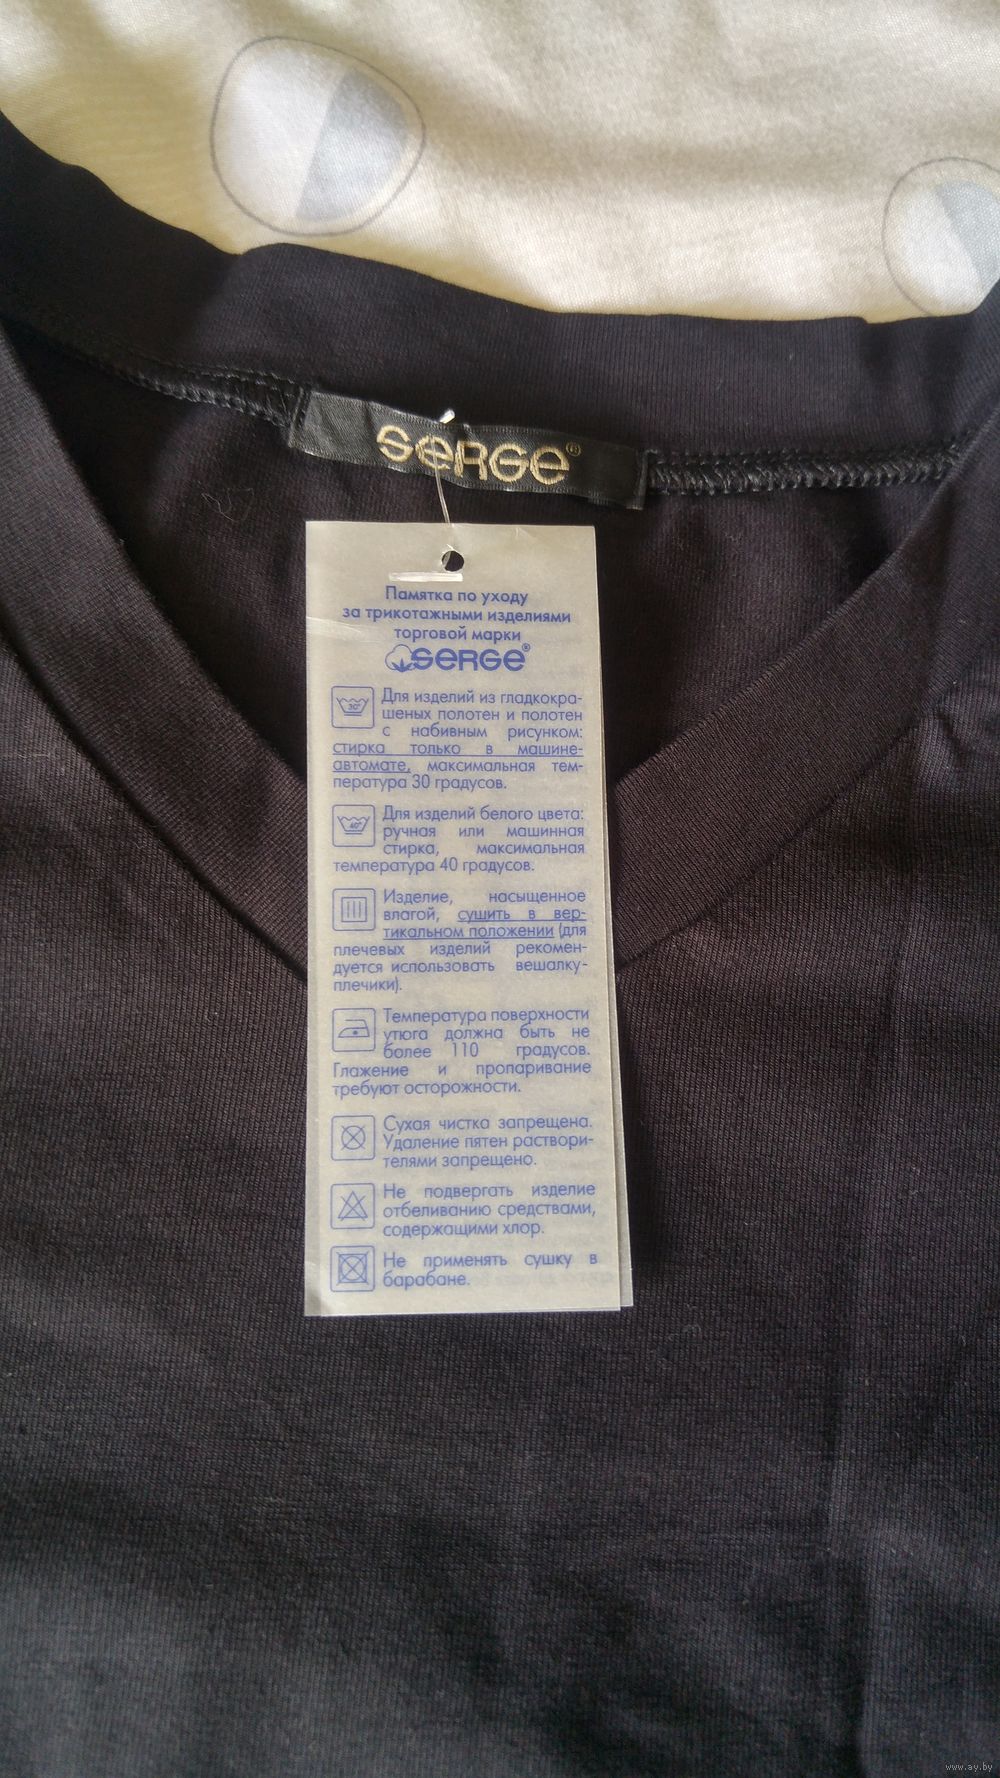 SERGE®
Памятка по уходу
за трикотажными изделиями
торговой марки
SERGE®
30°
Для изделий из гладкокра-
шеных полотен и полотен
с набивным рисунком:
стирка только в машине-
автомате, максимальная тем-
пература 30 градусов.
40°
Для изделий белого цвета:
ручная или машинная
стирка, максимальная
температура 40 градусов.
Изделие, насыщенное
влагой, сушить в вер-
тикальном положении (для
плечевых изделий рекомен-
дуется использовать вешалку-
плечики).
Температура поверхности
утюга должна быть не
более 110 градусов.
Глажение и пропаривание
требуют осторожности.
Сухая чистка запрещена.
Удаление пятен раствори-
телями запрещено.
Не подвергать изделие
отбеливанию средствами,
содержащими хлор.
Не применять сушку в
барабане.
www.ay.by